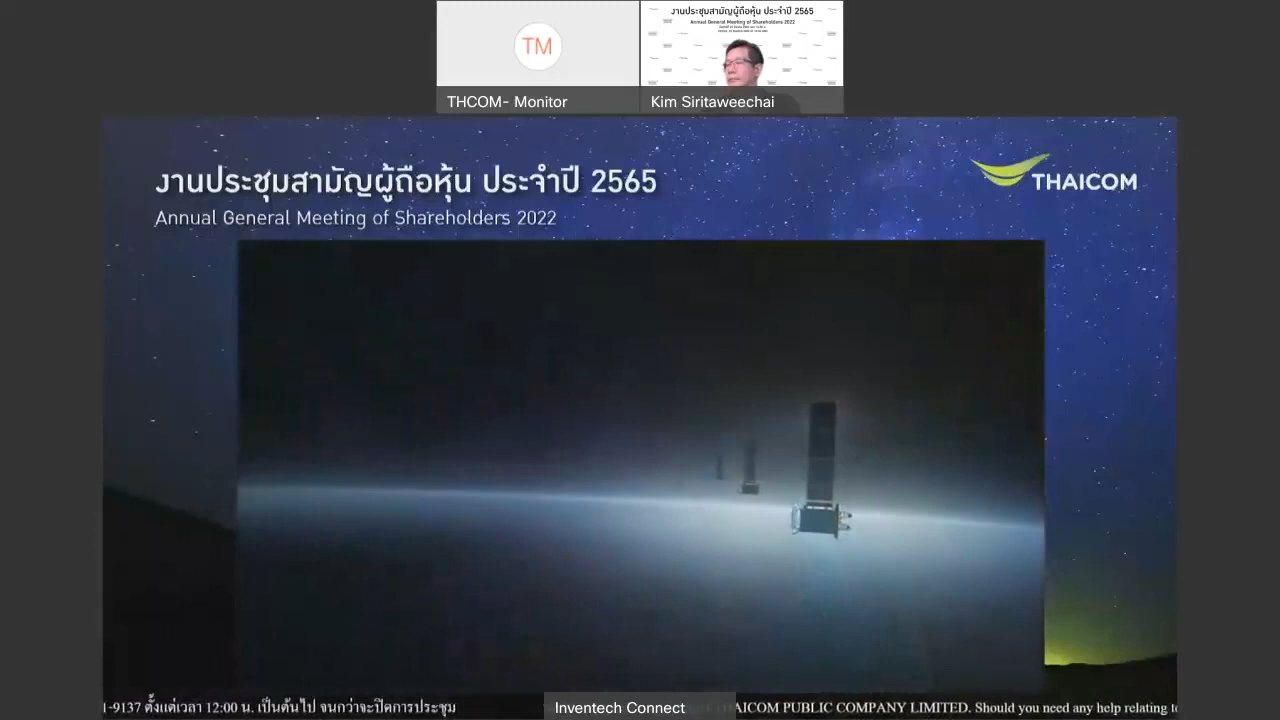 งานประชุมสามัญผู้ถือหุ้น ประจำปี 2565
Annual General Meeting of Shareholders 2022
TM
THCOM- Monitor
Kim Siritaweechai
งานประชุมสามัญผู้ถือหุ้น ประจำปี 2565
Annual General Meeting of Shareholders 2022
THAICOM
1-9137 ตั้งแต่เวลา 12:00 น. เป็นต้นไป จนกว่าจะปิดการประชุม
Inventech Connect
THAICOM PUBLIC COMPANY LIMITED. Should you need any help relating to